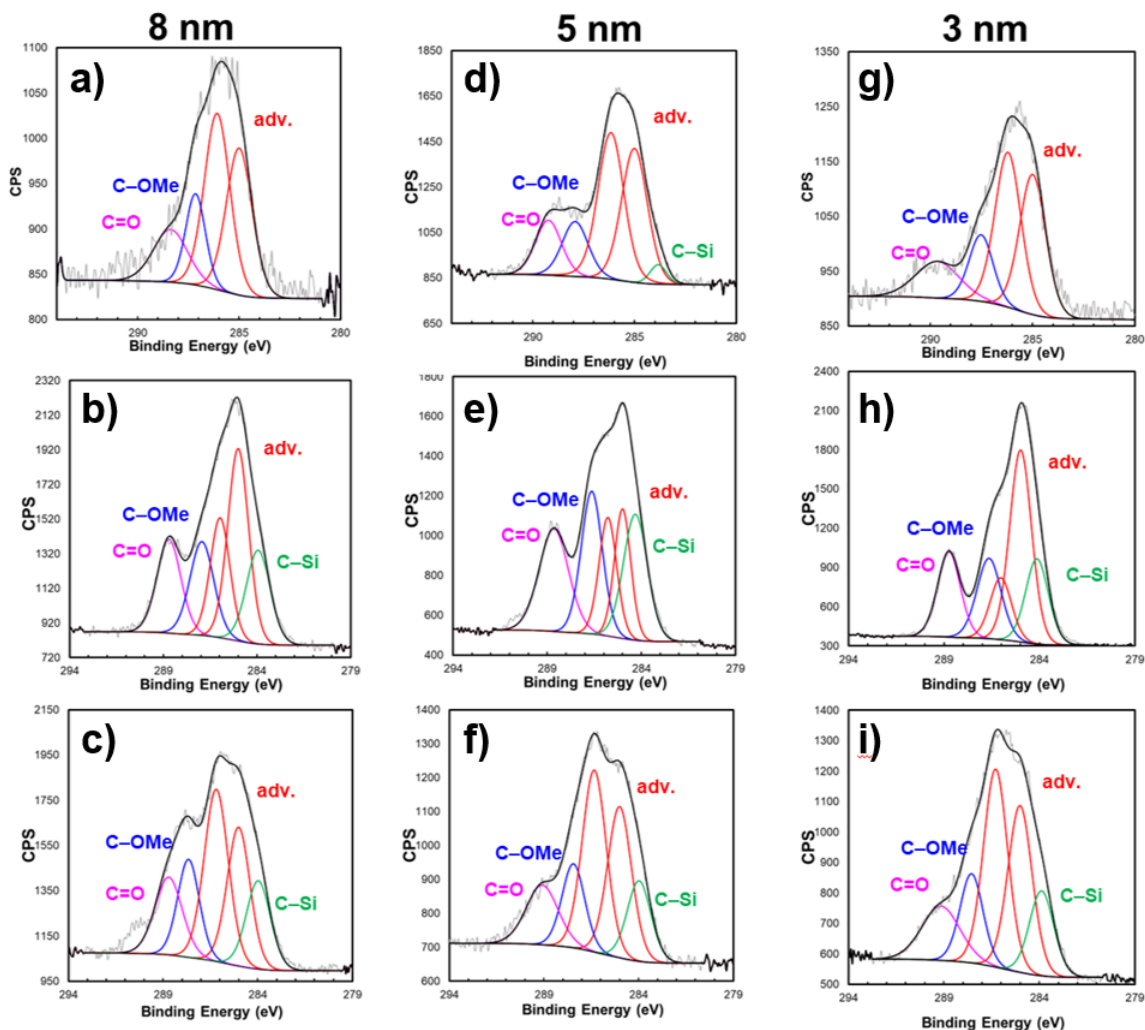 8 nm
5 nm
3 nm
a)
1100
1050
1000
950
900
850
800
CPS
adv.
C–OMe
C=O
290
285
280
Binding Energy (eV)
d)
1850
1650
1450
1250
1050
850
650
CPS
adv.
C–OMe
C=O
C–Si
290
285
280
Binding Energy (eV)
g)
1350
1250
1150
1050
950
850
CPS
adv.
C–OMe
C=O
290
285
280
Binding Energy (eV)
b)
2320
2120
1920
1720
1520
1320
1120
920
720
CPS
adv.
C–OMe
C=O
C–Si
294
289
284
279
Binding Energy (eV)
e)
1800
1600
1400
1200
1000
800
600
400
CPS
adv.
C–OMe
C=O
C–Si
294
289
284
279
Binding Energy (eV)
h)
2400
2100
1800
1500
1200
900
600
300
CPS
adv.
C–OMe
C=O
C–Si
294
289
284
279
Binding Energy (eV)
c)
2150
1950
1750
1550
1350
1150
950
CPS
adv.
C–OMe
C=O
C–Si
294
289
284
279
Binding Energy (eV)
f)
1400
1300
1200
1100
1000
900
800
700
600
CPS
adv.
C–OMe
C=O
C–Si
294
289
284
279
Binding Energy (eV)
i)
1400
1300
1200
1100
1000
900
800
700
600
500
CPS
adv.
C–OMe
C=O
C–Si
294
289
284
279
Binding Energy (eV)